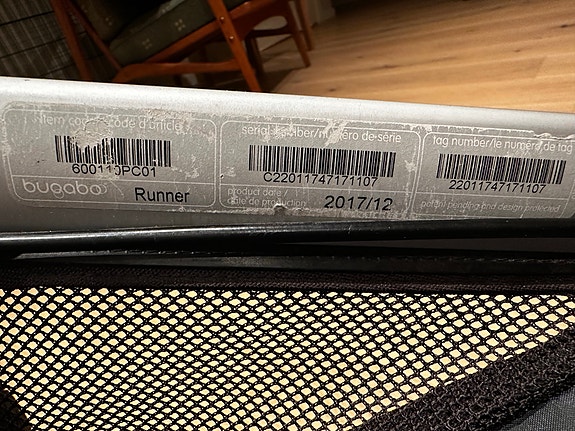 item code/code d'article
600110PC01
bugaboo
Runner
serial number/numéro de série
C22011747171107
product date
date de production
2017/12
tag number/le numéro de tag
22011747171107
patent pending and design protected